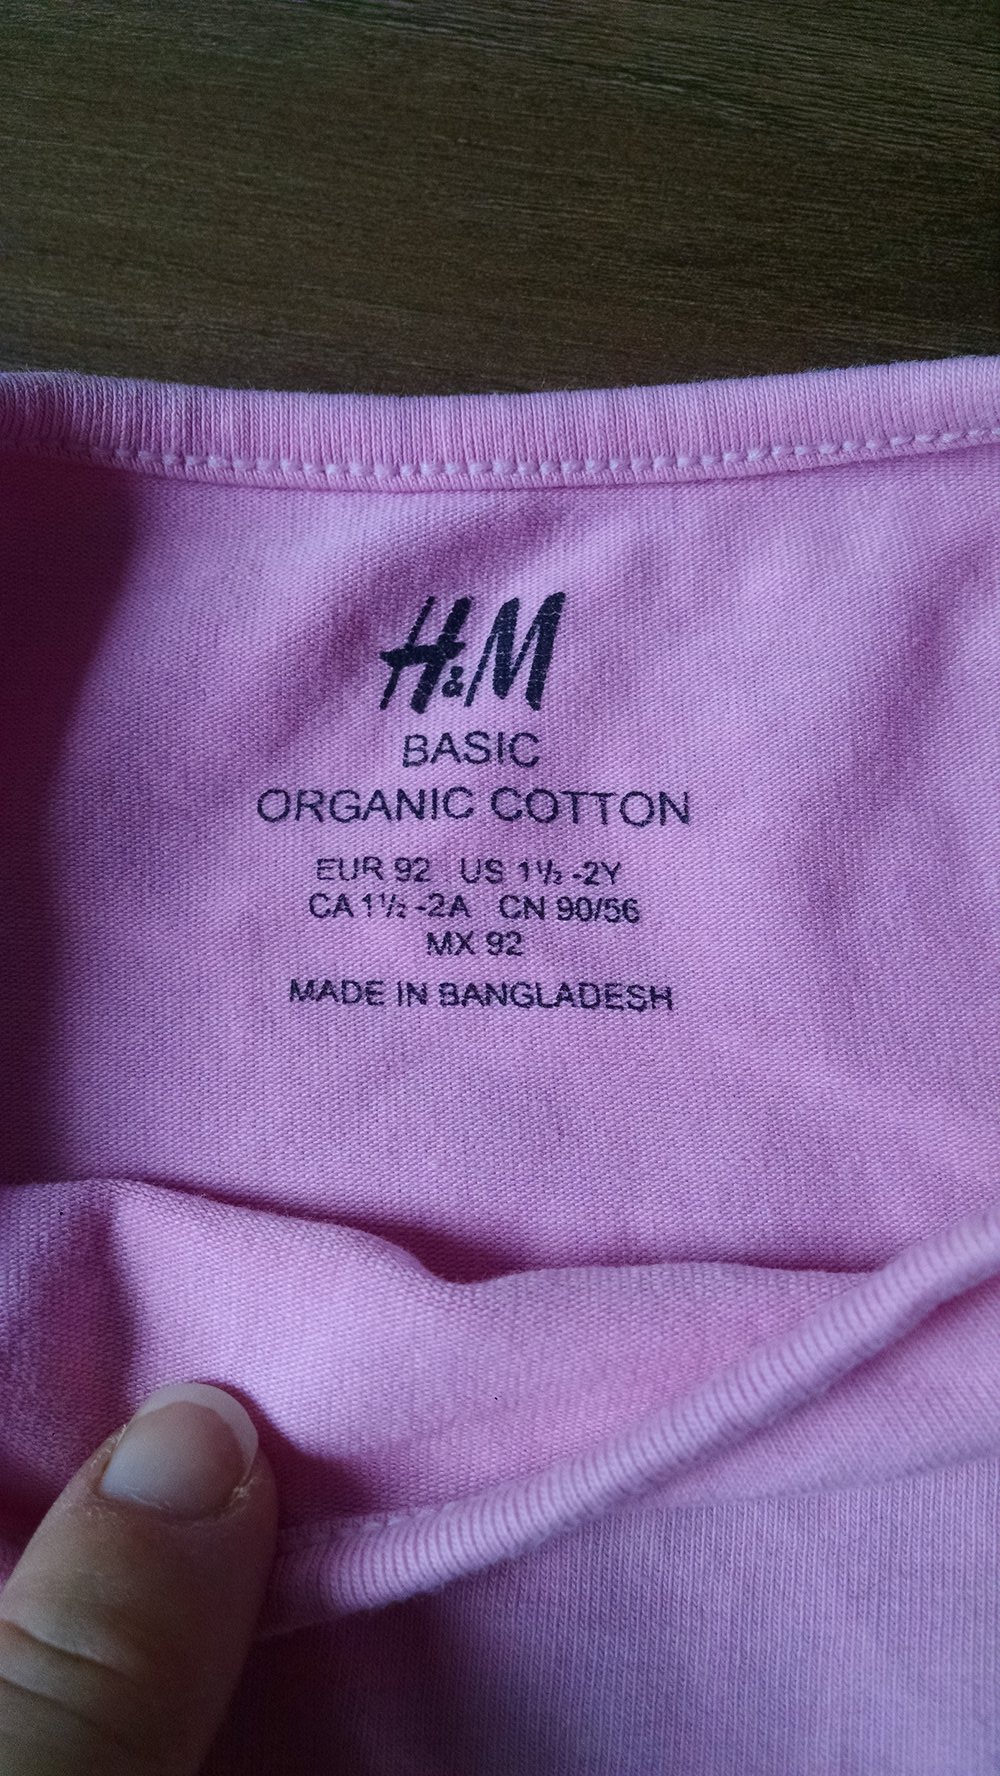 H&M
BASIC
ORGANIC COTTON
EUR 92 US 1½ -2Y
CA 1½ -2A CN 90/56
MX 92
MADE IN BANGLADESH